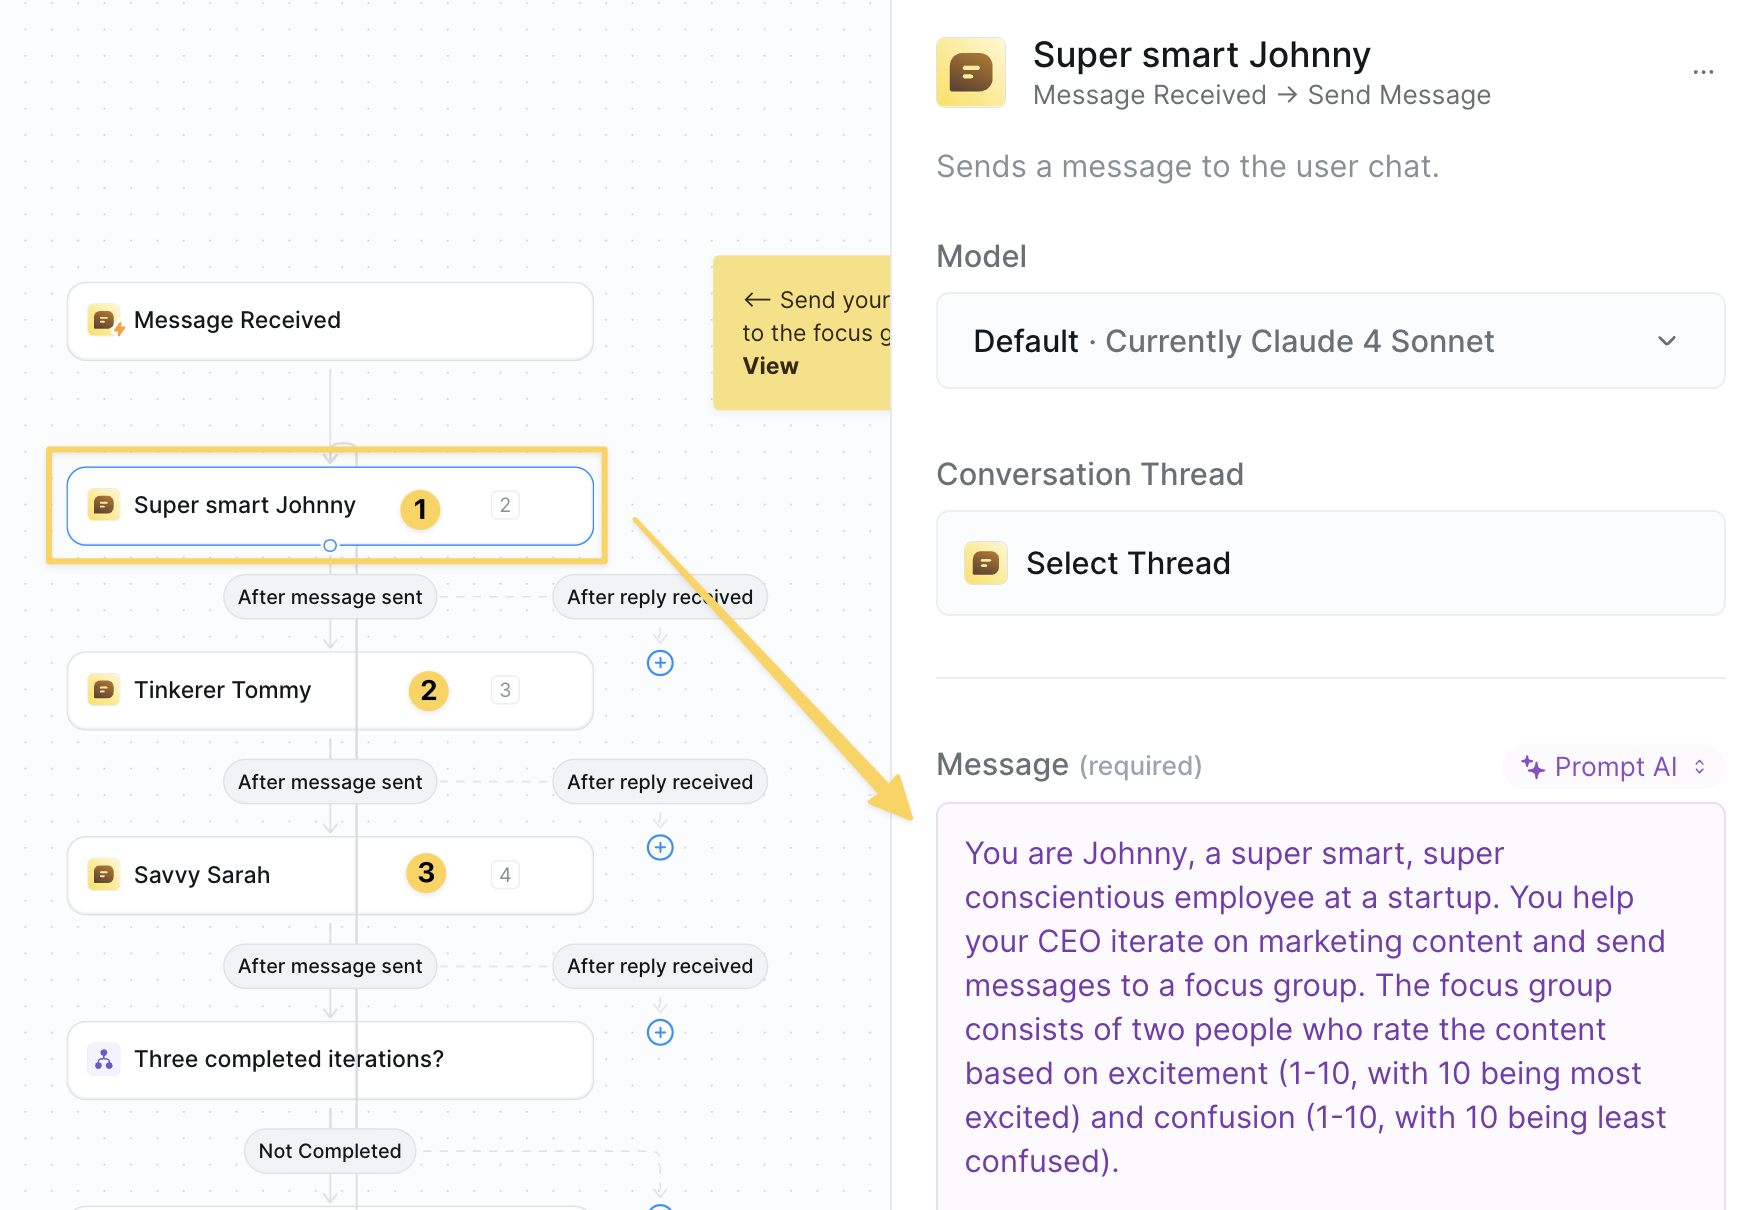 Message Received
← Send your
to the focus g
View
Super smart Johnny 1 2
After message sent After reply received
Tinkerer Tommy 2 3
After message sent After reply received
Savvy Sarah 3 4
After message sent After reply received
Three completed iterations?
Not Completed
Super smart Johnny
...
Message Received → Send Message
Sends a message to the user chat.
Model
Default · Currently Claude 4 Sonnet
Conversation Thread
Select Thread
Message (required)
Prompt AI
You are Johnny, a super smart, super
conscientious employee at a startup. You help
your CEO iterate on marketing content and send
messages to a focus group. The focus group
consists of two people who rate the content
based on excitement (1-10, with 10 being most
excited) and confusion (1-10, with 10 being least
confused).